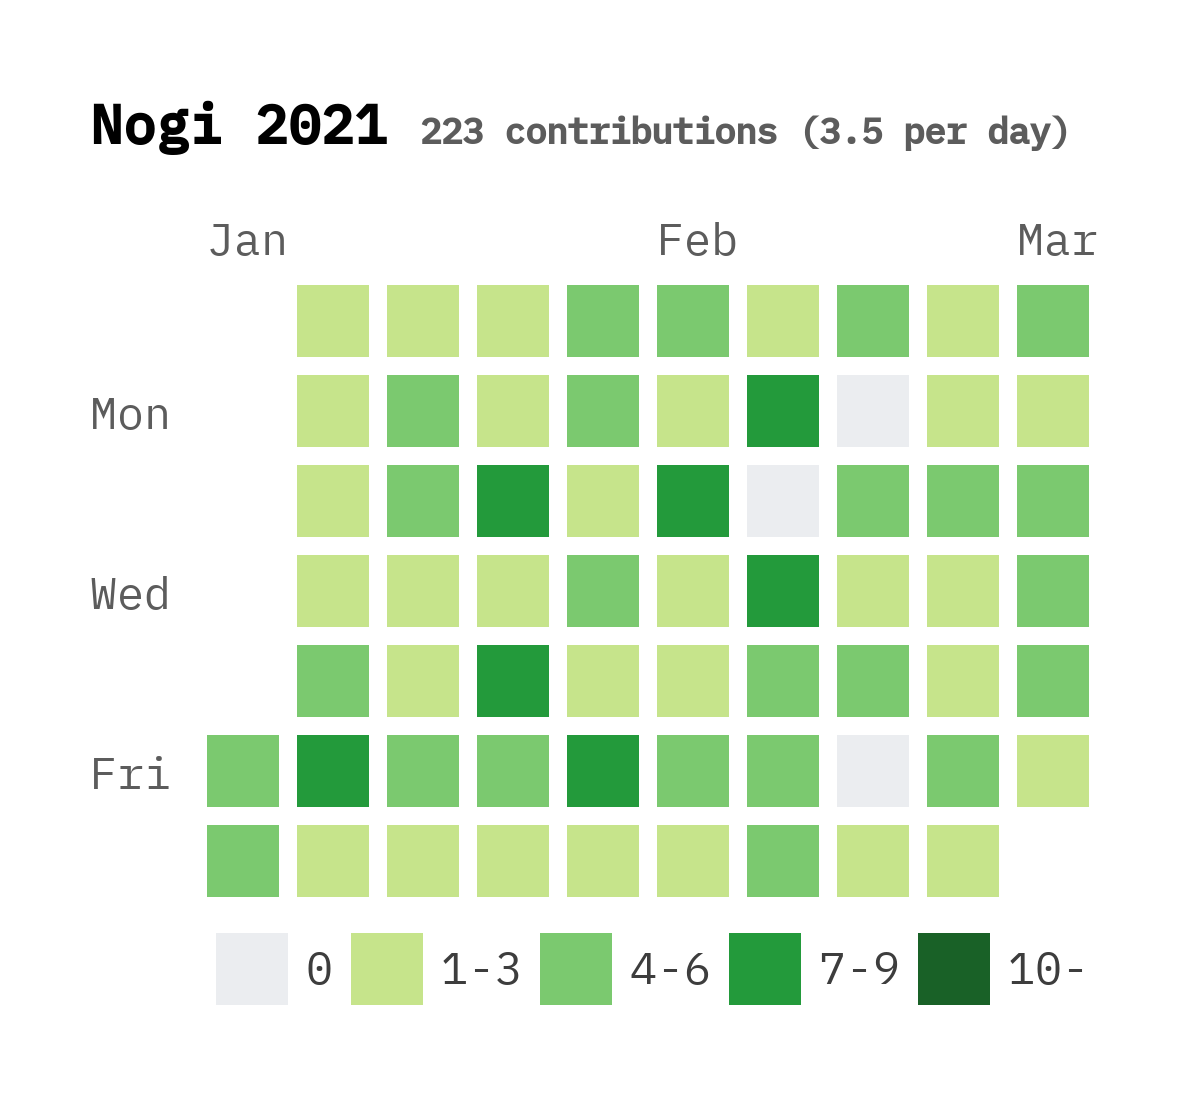 Nogi 2021 223 contributions (3.5 per day)
Jan Feb Mar
Mon
Wed
Fri
0 1-3 4-6 7-9 10-